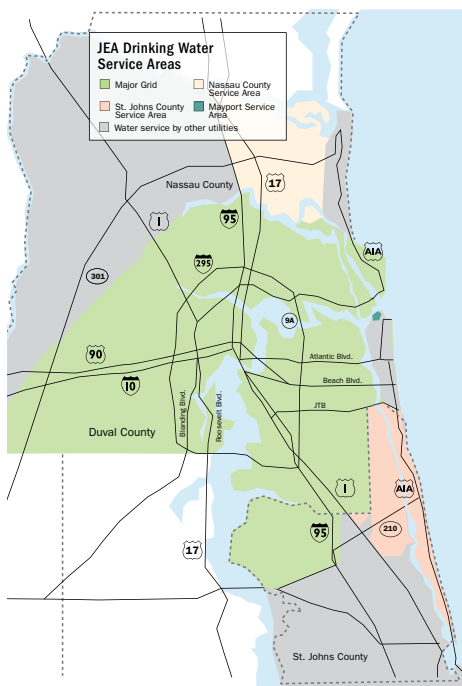 JEA Drinking Water
Service Areas
Major Grid
Nassau County
Service Area
St. Johns County
Service Area
Mayport Service
Area
Water service by other utilities
Nassau County
17
1
95
A1A
295
301
9A
90
Atlantic Blvd.
10
Beach Blvd.
Blanding Blvd.
Roosevelt Blvd.
JTB
Duval County
1
A1A
210
95
17
St. Johns County